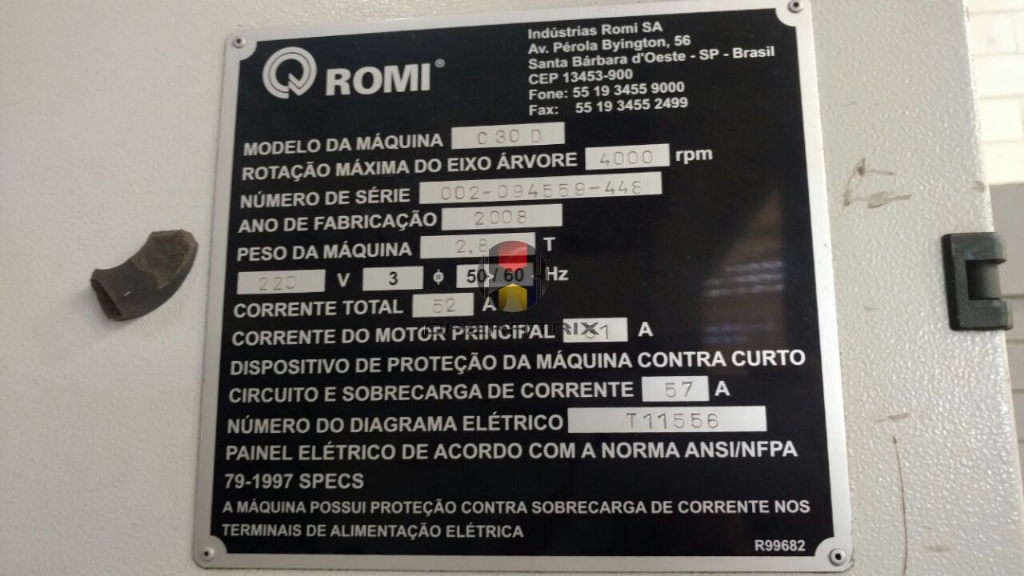 ROMI®
Indústrias Romi SA
Av. Pérola Byington, 56
Santa Bárbara d'Oeste - SP - Brasil
CEP 13453-900
Fone: 55 19 3455 9000
Fax: 55 19 3455 2499
MODELO DA MÁQUINA C 30 D
ROTAÇÃO MÁXIMA DO EIXO ÁRVORE 4000 rpm
NÚMERO DE SÉRIE 002-094559-448
ANO DE FABRICAÇÃO 2008
PESO DA MÁQUINA 2,8 T
220 V 3 ϕ 50 / 60 Hz
CORRENTE TOTAL 52 A
CORRENTE DO MOTOR PRINCIPAL A
DISPOSITIVO DE PROTEÇÃO DA MÁQUINA CONTRA CURTO
CIRCUITO E SOBRECARGA DE CORRENTE 57 A
NÚMERO DO DIAGRAMA ELÉTRICO T11556
PAINEL ELÉTRICO DE ACORDO COM A NORMA ANSI/NFPA
79-1997 SPECS
A MÁQUINA POSSUI PROTEÇÃO CONTRA SOBRECARGA DE CORRENTE NOS
TERMINAIS DE ALIMENTAÇÃO ELÉTRICA
R99682